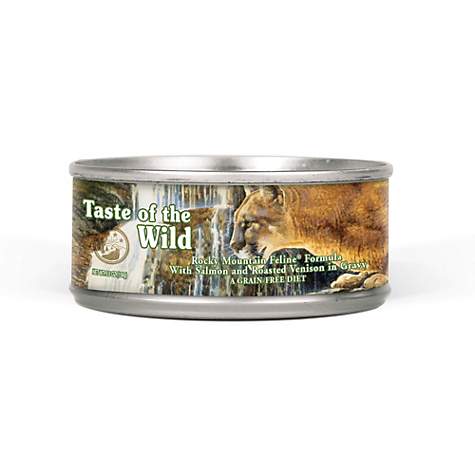 Taste of the
Wild
Rocky Mountain Feline® Formula
With Salmon and Roasted Venison in Gravy
A GRAIN-FREE DIET